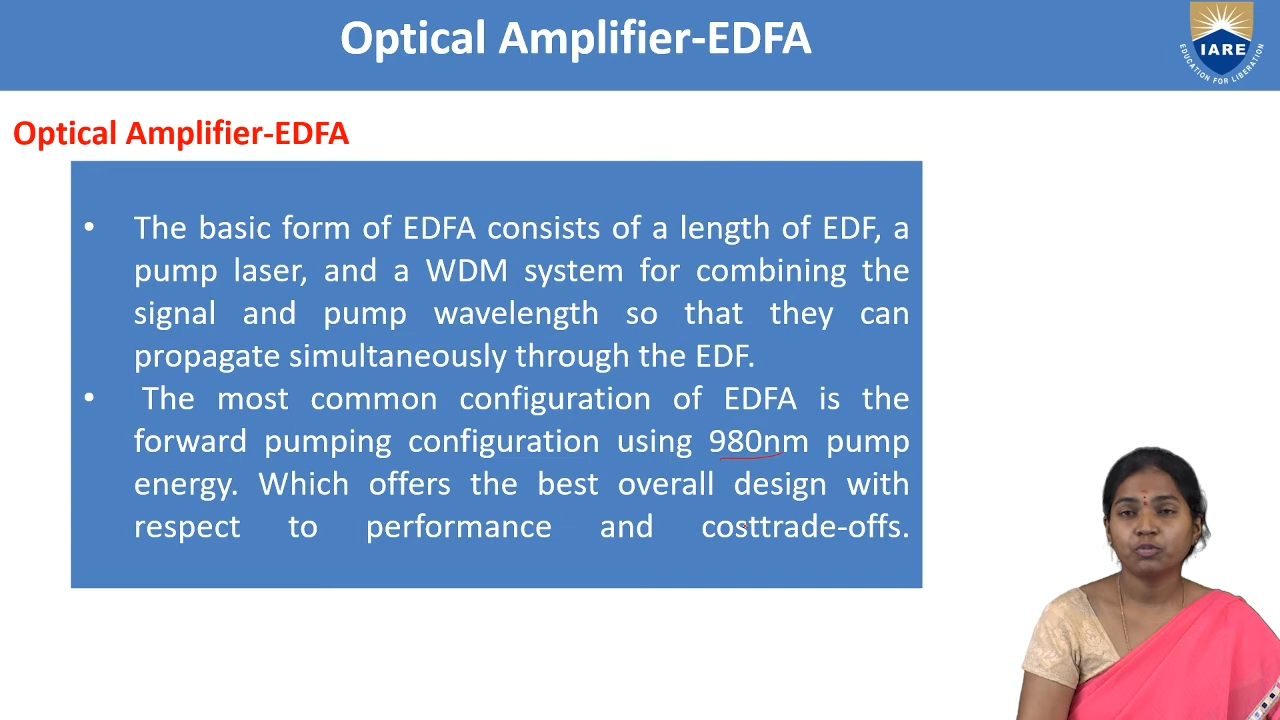 Optical Amplifier-EDFA
IARE
EDUCATION FOR LIBERATION
Optical Amplifier-EDFA
• The basic form of EDFA consists of a length of EDF, a
pump laser, and a WDM system for combining the
signal and pump wavelength so that they can
propagate simultaneously through the EDF.
• The most common configuration of EDFA is the
forward pumping configuration using 980nm pump
energy. Which offers the best overall design with
respect to performance and costtrade-offs.